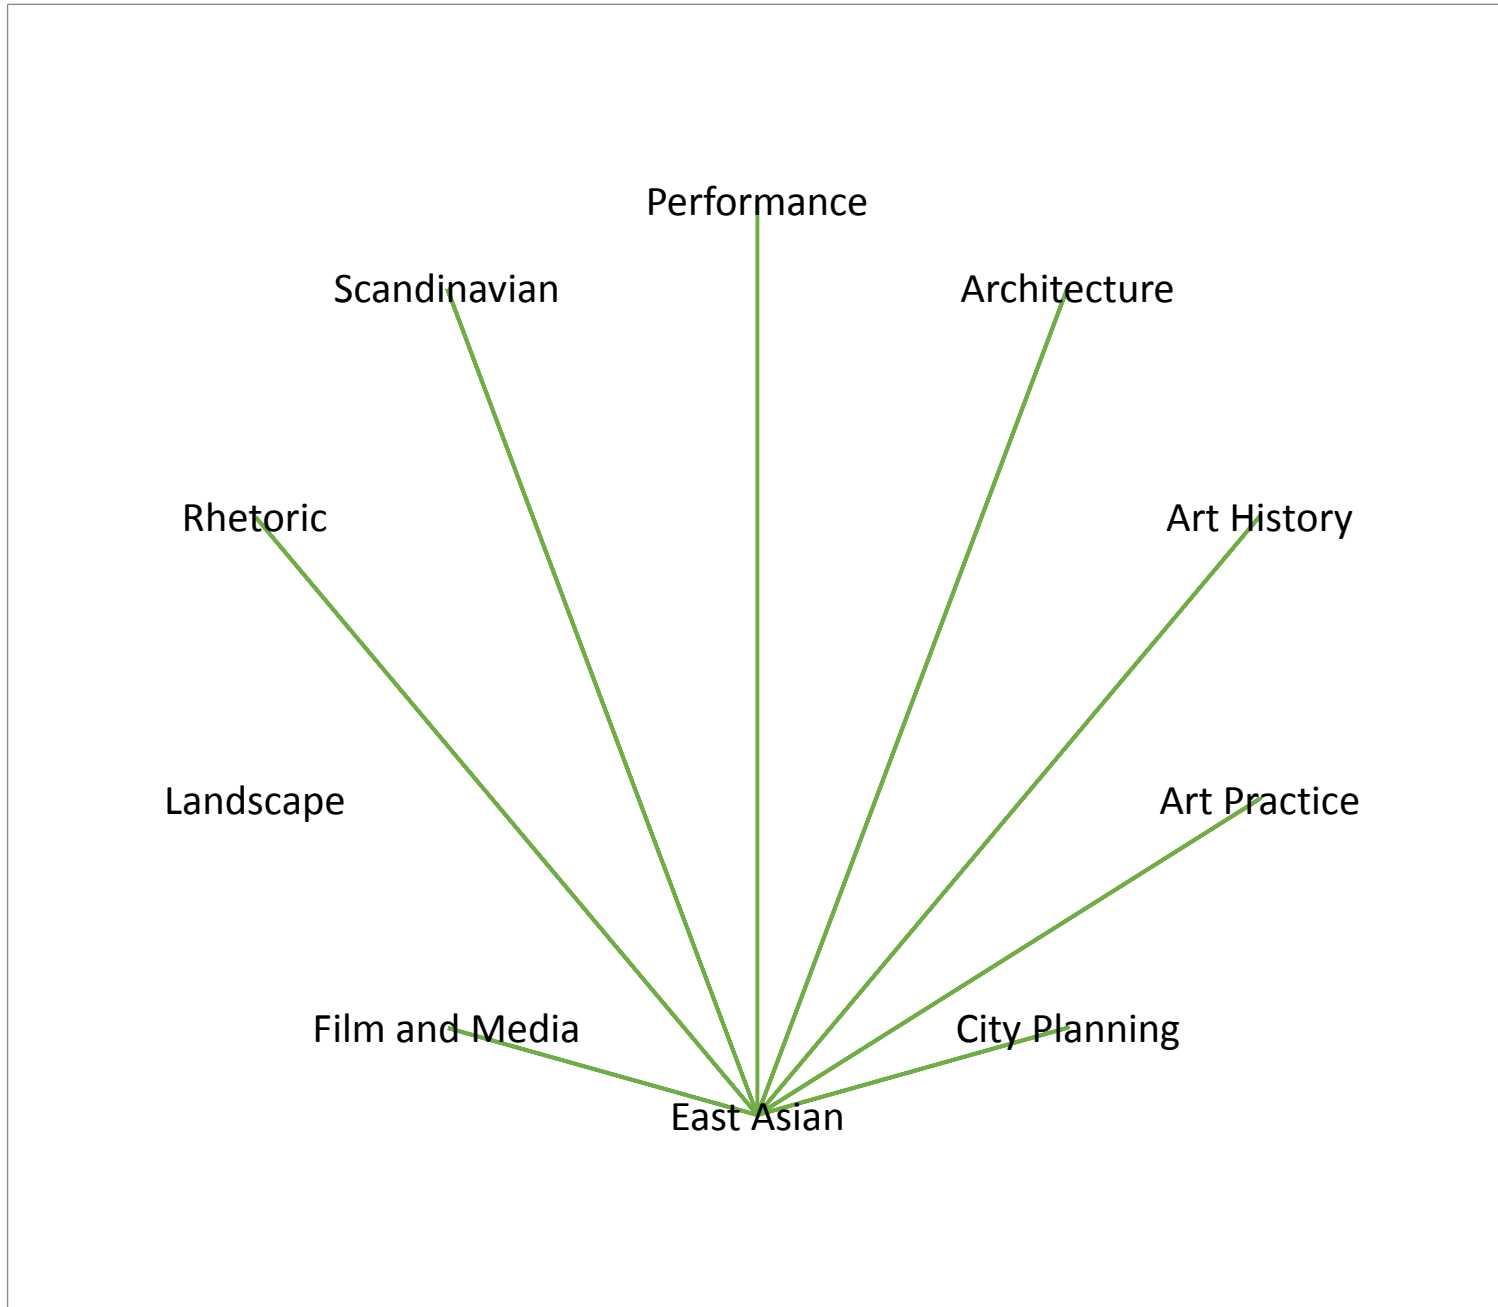 Performance
Scandinavian
Architecture
Rhetoric
Art History
Landscape
Art Practice
Film and Media
City Planning
East Asian